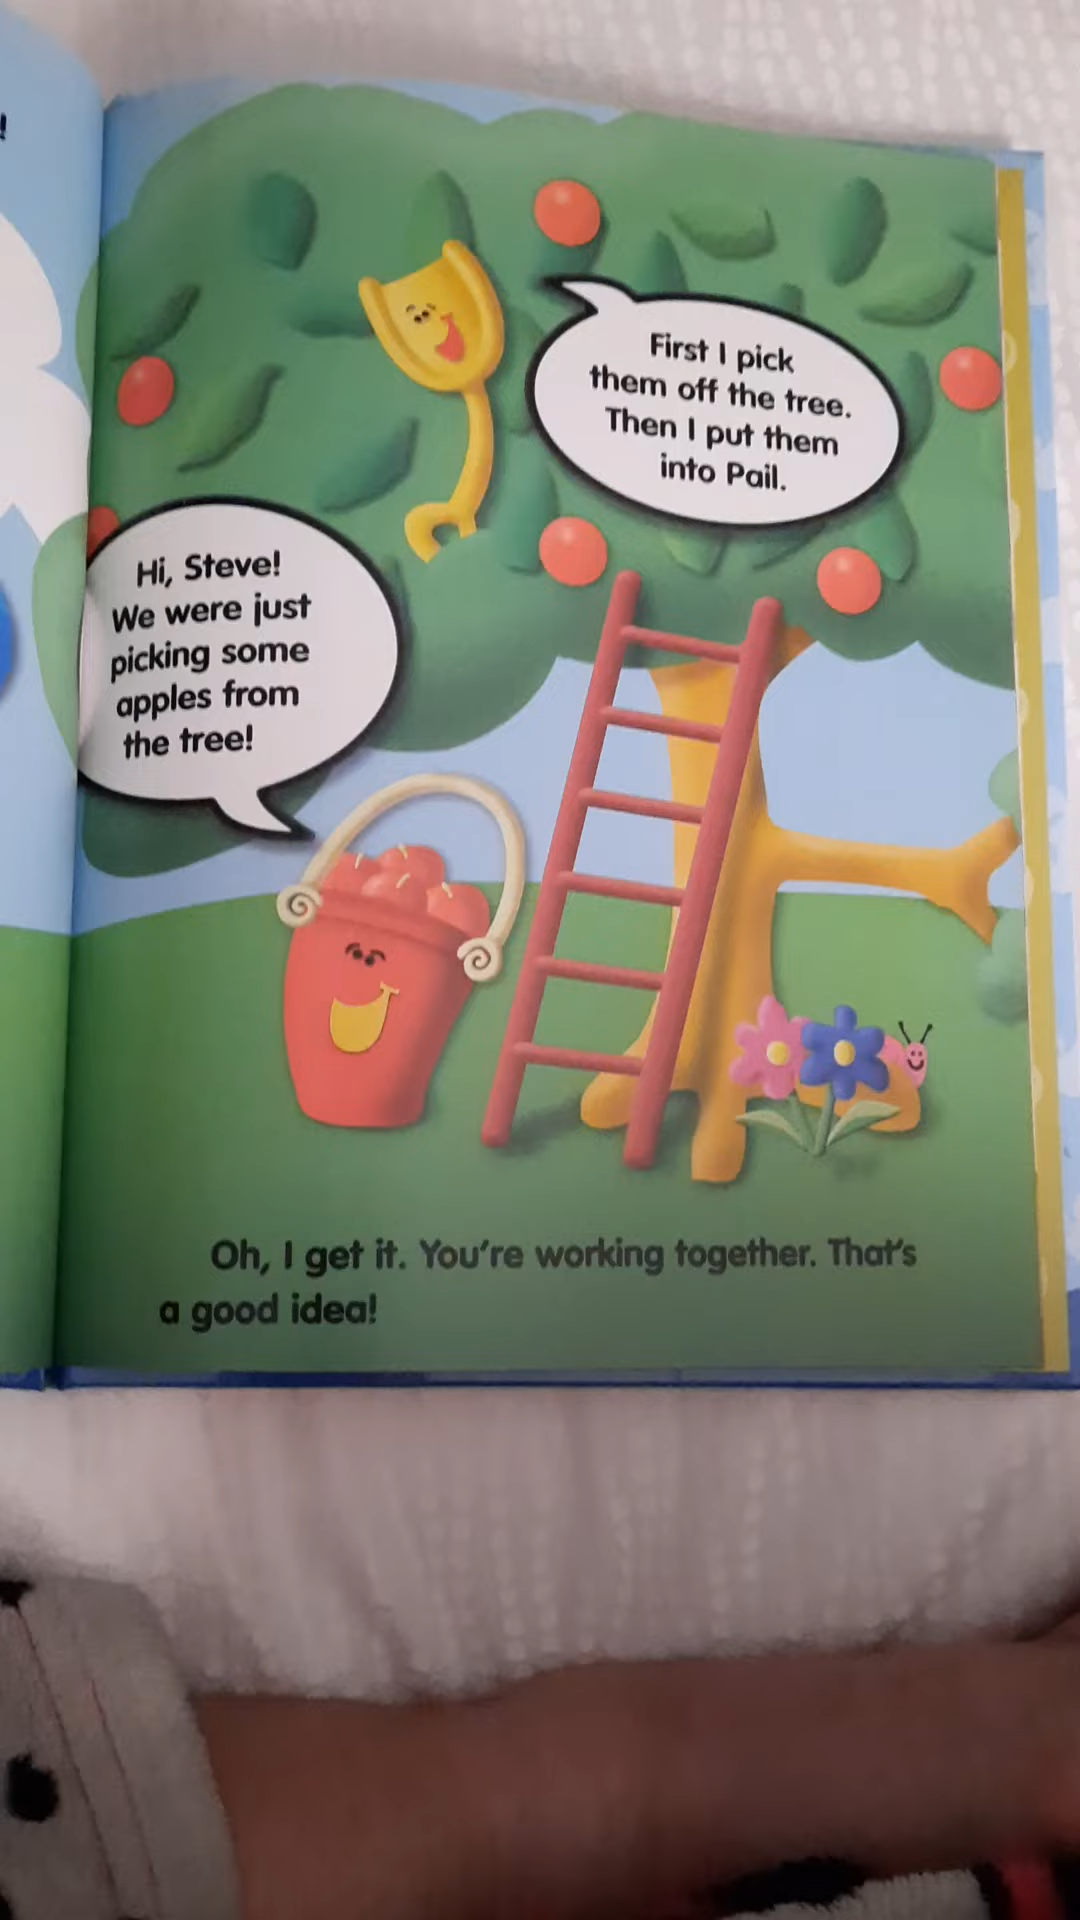 !
Hi, Steve!
We were just
picking some
apples from
the tree!
First I pick
them off the tree.
Then I put them
into Pail.
Oh, I get it. You're working together. That's
a good idea!